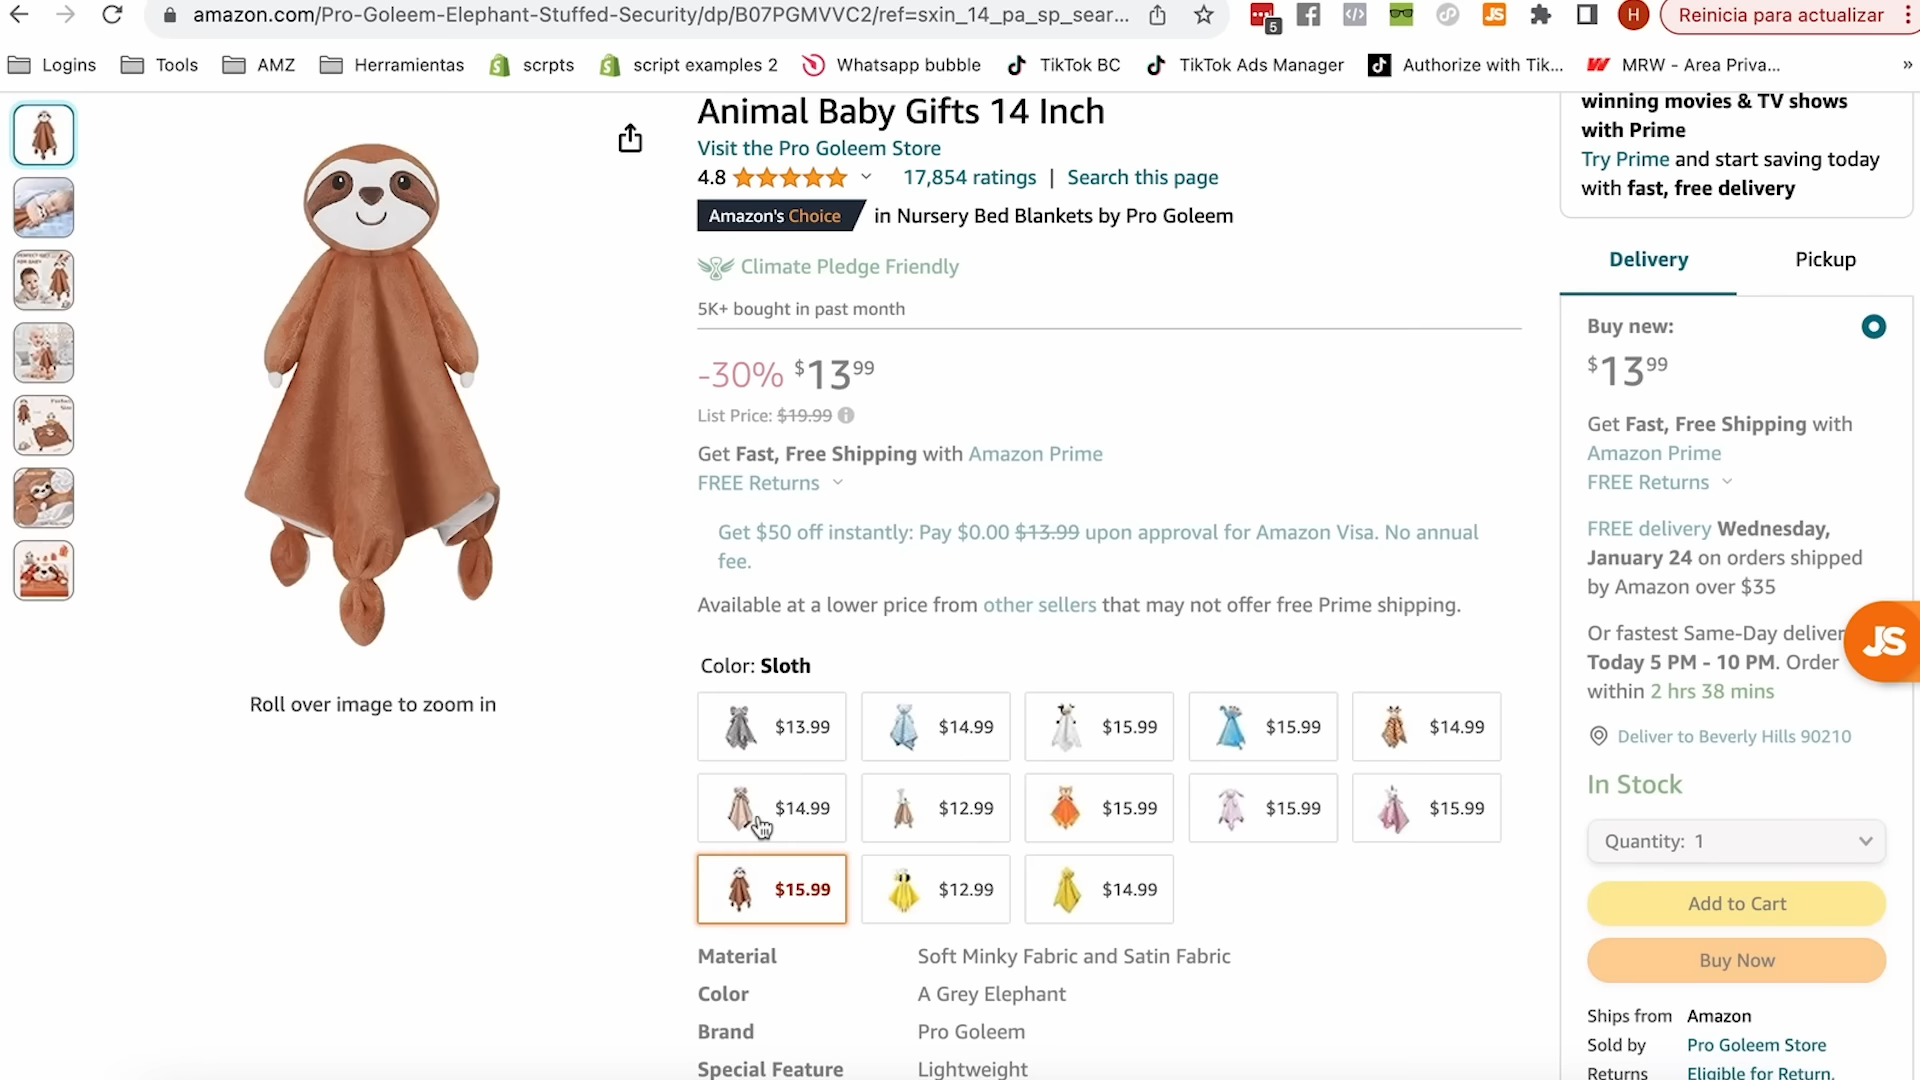 amazon.com/Pro-Goleem-Elephant-Stuffed-Security/dp/B07PGMVVC2/ref=sxin_14_pa_sp_sear...
5
JS
H
Reinicia para actualizar
Logins
Tools
AMZ
Herramientas
scrpts
script examples 2
Whatsapp bubble
TikTok BC
TikTok Ads Manager
Authorize with Tik...
MRW - Area Priva...
»
Animal Baby Gifts 14 Inch
Visit the Pro Goleem Store
4.8
17,854 ratings | Search this page
Amazon's Choice in Nursery Bed Blankets by Pro Goleem
Climate Pledge Friendly
5K+ bought in past month
-30% $13 99
List Price: $19.99
Get Fast, Free Shipping with Amazon Prime
FREE Returns
Get $50 off instantly: Pay $0.00 $13.99 upon approval for Amazon Visa. No annual
fee.
Available at a lower price from other sellers that may not offer free Prime shipping.
Roll over image to zoom in
Color: Sloth
$13.99 $14.99 $15.99 $15.99 $14.99
$14.99 $12.99 $15.99 $15.99 $15.99
$15.99 $12.99 $14.99
Material Soft Minky Fabric and Satin Fabric
Color A Grey Elephant
Brand Pro Goleem
Special Feature Lightweight
winning movies & TV shows
with Prime
Try Prime and start saving today
with fast, free delivery
Delivery Pickup
Buy new:
$13 99
Get Fast, Free Shipping with
Amazon Prime
FREE Returns
FREE delivery Wednesday,
January 24 on orders shipped
by Amazon over $35
Or fastest Same-Day deliver
Today 5 PM - 10 PM. Order
within 2 hrs 38 mins
JS
Deliver to Beverly Hills 90210
In Stock
Quantity: 1
Add to Cart
Buy Now
Ships from Amazon
Sold by Pro Goleem Store
Returns Eligible for Return,